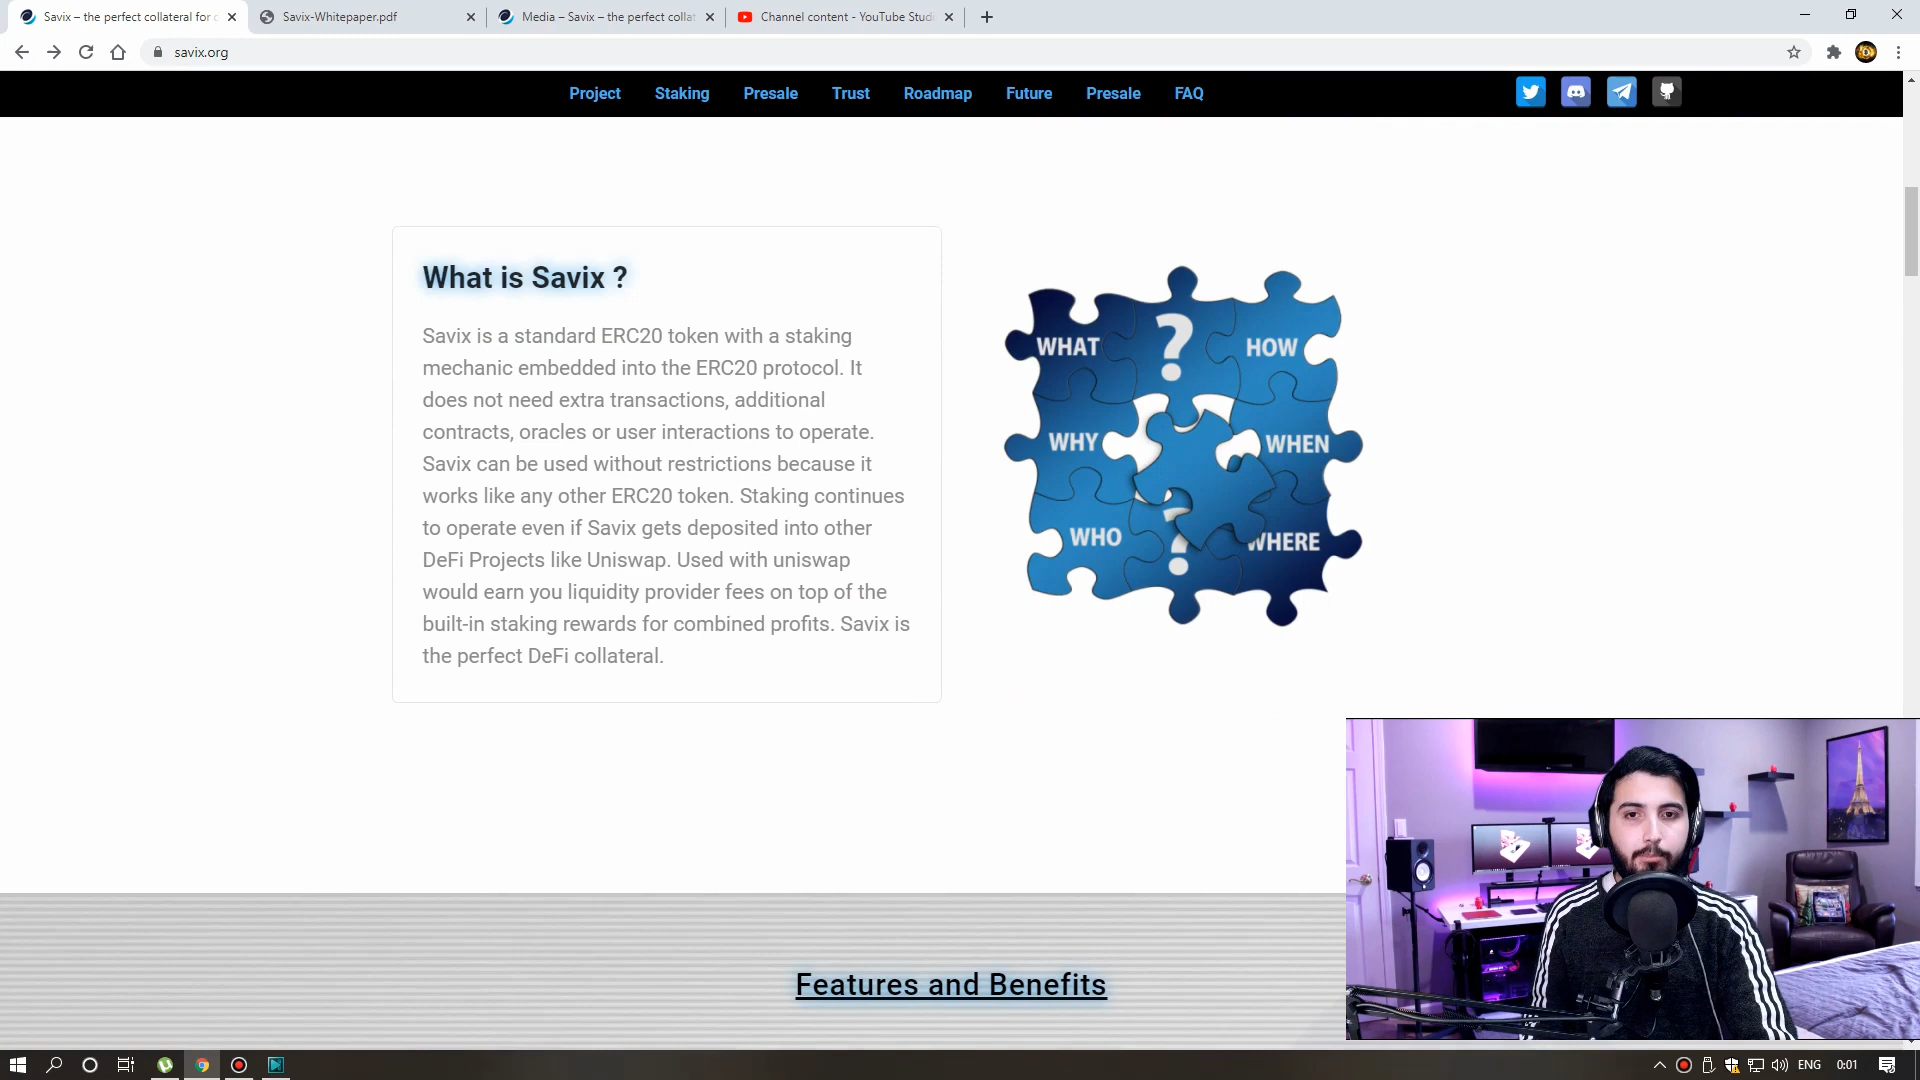 Savix – the perfect collateral for c
Savix-Whitepaper.pdf
Media – Savix – the perfect collat
Channel content - YouTube Studi
savix.org
Project
Staking
Presale
Trust
Roadmap
Future
Presale
FAQ
What is Savix ?
Savix is a standard ERC20 token with a staking
mechanic embedded into the ERC20 protocol. It
does not need extra transactions, additional
contracts, oracles or user interactions to operate.
Savix can be used without restrictions because it
works like any other ERC20 token. Staking continues
to operate even if Savix gets deposited into other
DeFi Projects like Uniswap. Used with uniswap
would earn you liquidity provider fees on top of the
built-in staking rewards for combined profits. Savix is
the perfect DeFi collateral.
WHAT
?
HOW
WHY
WHEN
WHO
?
WHERE
Features and Benefits
ENG
0:01